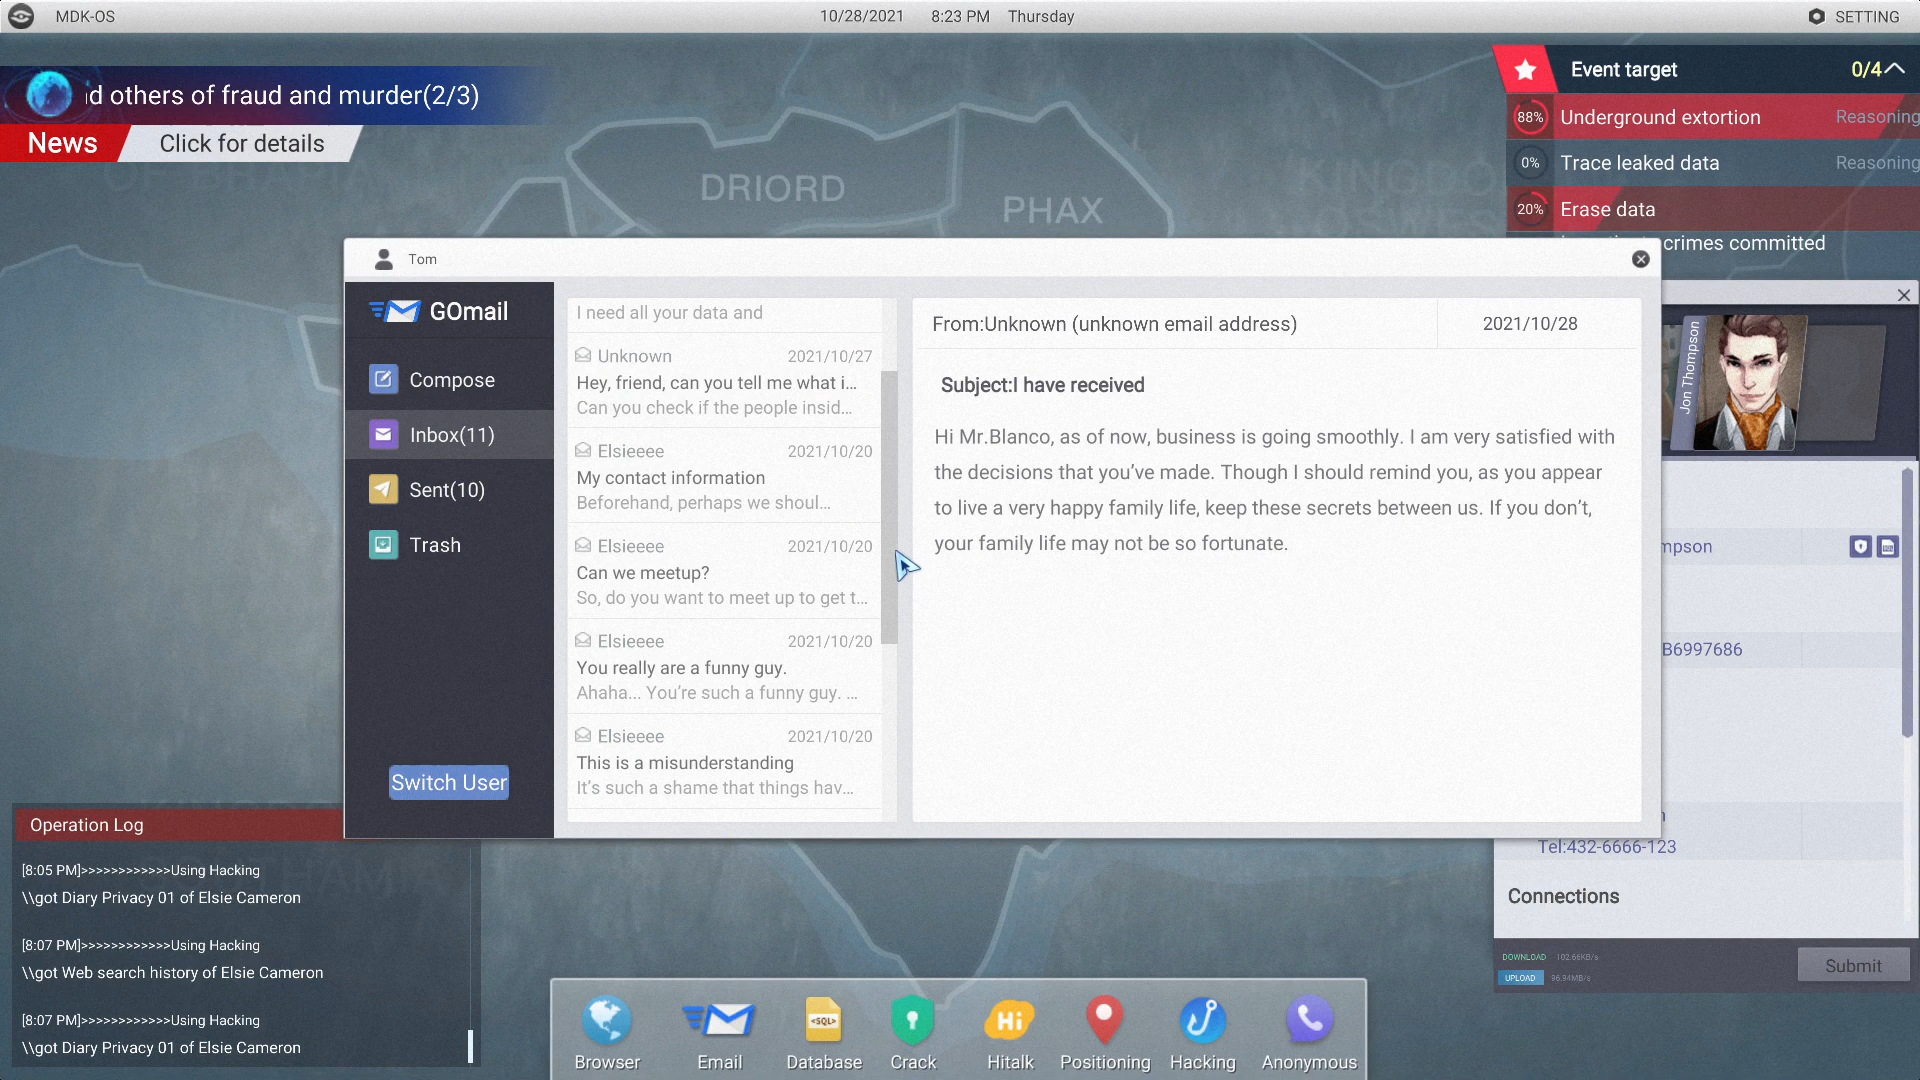 MDK-OS
10/28/2021 8:23 PM Thursday
SETTING
d others of fraud and murder(2/3)
News
Click for details
DRIORD
PHAX
KINGDO
Event target
0/4
88%
Underground extortion
Reasoning
0%
Trace leaked data
Reasoning
20%
Erase data
crimes committed
Tom
GOmail
Compose
Inbox(11)
Sent(10)
Trash
Switch User
I need all your data and
Unknown 2021/10/27
Hey, friend, can you tell me what i...
Can you check if the people insid...
Elsieeee 2021/10/20
My contact information
Beforehand, perhaps we shoul...
Elsieeee 2021/10/20
Can we meetup?
So, do you want to meet up to get t...
Elsieeee 2021/10/20
You really are a funny guy.
Ahaha... You're such a funny guy. ...
Elsieeee 2021/10/20
This is a misunderstanding
It's such a shame that things hav...
From:Unknown (unknown email address)
2021/10/28
Subject:I have received
Hi Mr.Blanco, as of now, business is going smoothly. I am very satisfied with
the decisions that you've made. Though I should remind you, as you appear
to live a very happy family life, keep these secrets between us. If you don't,
your family life may not be so fortunate.
Jon Thompson
mpson
B6997686
Tel:432-6666-123
Connections
DOWNLOAD 102.66KB/s
UPLOAD 96.94MB/s
Submit
Operation Log
[8:05 PM]>>>>>>>>>>>>Using Hacking
\\got Diary Privacy 01 of Elsie Cameron
[8:07 PM]>>>>>>>>>>>>Using Hacking
\\got Web search history of Elsie Cameron
[8:07 PM]>>>>>>>>>>>>Using Hacking
\\got Diary Privacy 01 of Elsie Cameron
Browser
Email
<SQL>
Database
Crack
Hi
Hitalk
Positioning
Hacking
Anonymous